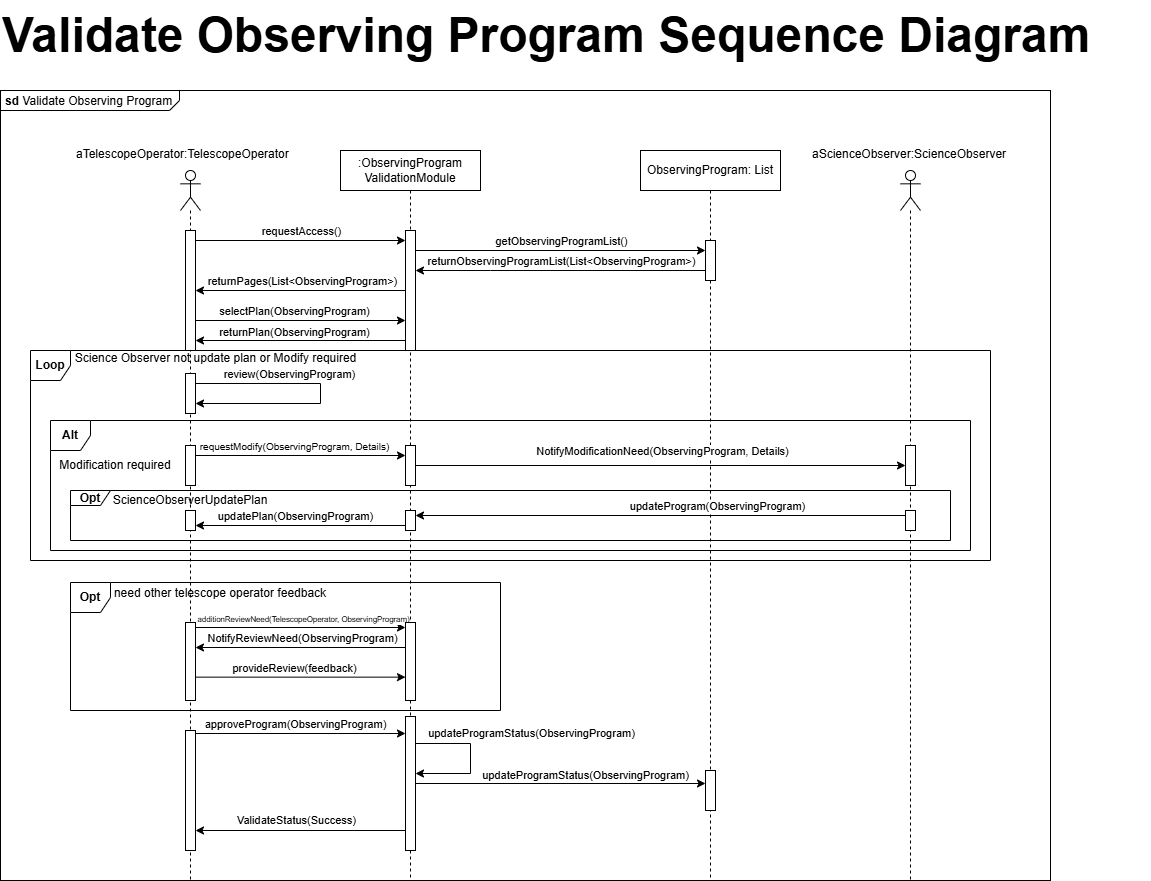 Validate Observing Program Sequence Diagram
sd Validate Observing Program
aTelescopeOperator:TelescopeOperator
:ObservingProgram
ValidationModule
ObservingProgram: List
aScienceObserver:ScienceObserver
requestAccess()
getObservingProgramList()
returnObservingProgramList(List<ObservingProgram>)
returnPages(List<ObservingProgram>)
selectPlan(ObservingProgram)
returnPlan(ObservingProgram)
Loop
Science Observer not update plan or Modify required
review(ObservingProgram)
Alt
Modification required
requestModify(ObservingProgram, Details)
NotifyModificationNeed(ObservingProgram, Details)
Opt
ScienceObserverUpdatePlan
updateProgram(ObservingProgram)
updatePlan(ObservingProgram)
Opt
need other telescope operator feedback
additionReviewNeed(TelescopeOperator, ObservingProgram)
NotifyReviewNeed(ObservingProgram)
provideReview(feedback)
approveProgram(ObservingProgram)
updateProgramStatus(ObservingProgram)
updateProgramStatus(ObservingProgram)
ValidateStatus(Success)